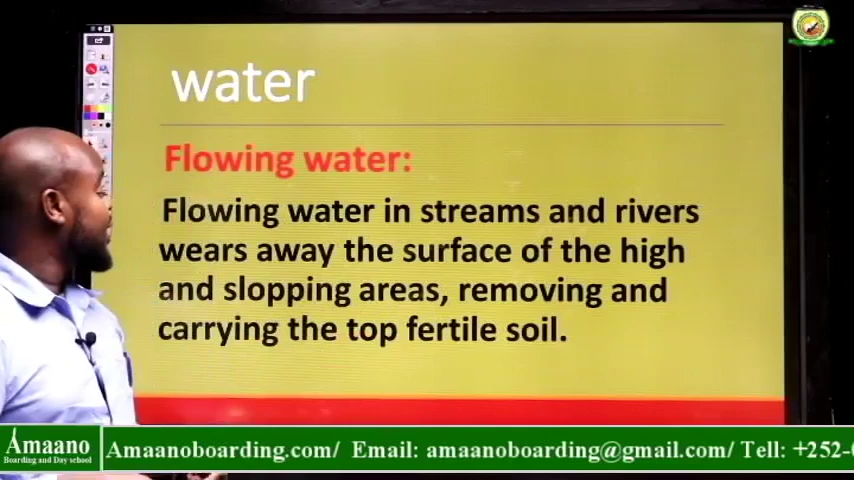 water
Flowing water:
Flowing water in streams and rivers
wears away the surface of the high
and slopping areas, removing and
carrying the top fertile soil.
Amaano
Boarding and Day school
Amaanoboarding.com/ Email: amaanoboarding@gmail.com/ Tell: +252-